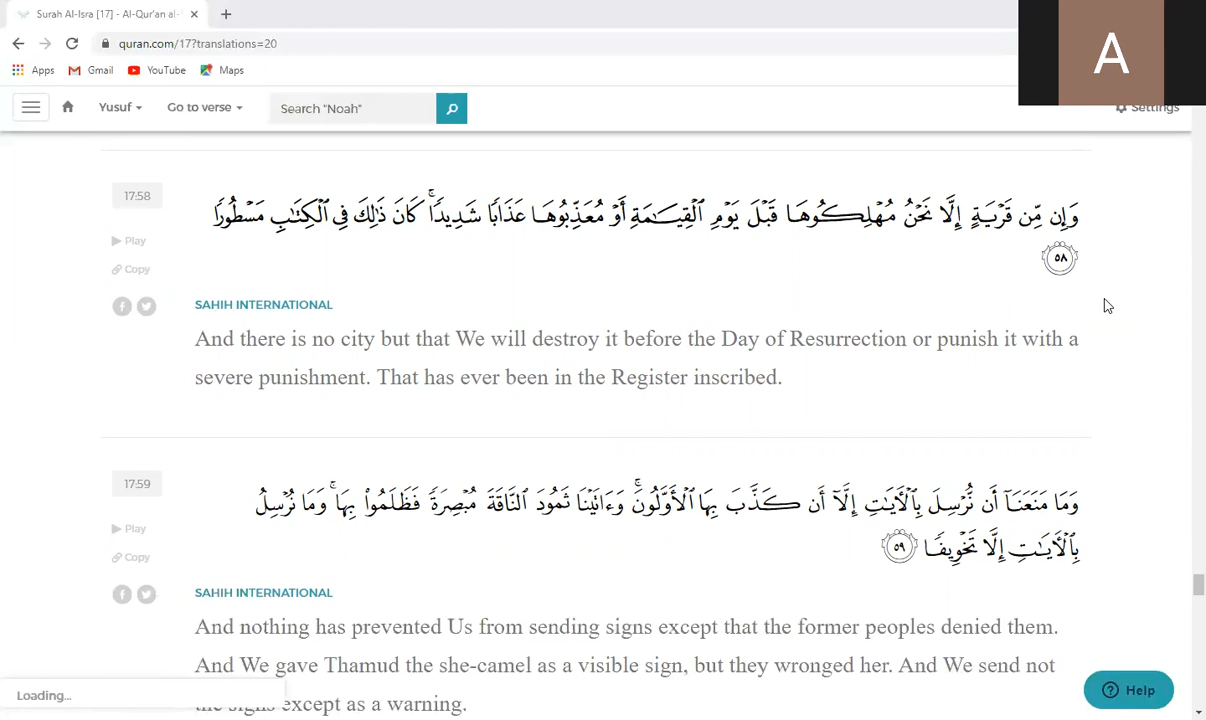 Surah Al-Isra [17] - Al-Qur'an al-
quran.com/17?translations=20
Apps Gmail YouTube Maps
A
Yusuf Go to verse Search "Noah" Settings
17:58
وَإِن مِّن قَرْيَةٍ إِلَّا نَحْنُ مُهْلِكُوهَا قَبْلَ يَوْمِ ٱلْقِيَـٰمَةِ أَوْ مُعَذِّبُوهَا عَذَابًا شَدِيدًا ۚ كَانَ ذَٰلِكَ فِى ٱلْكِتَـٰبِ مَسْطُورًا
٥٨
Play
Copy
SAHIH INTERNATIONAL
And there is no city but that We will destroy it before the Day of Resurrection or punish it with a
severe punishment. That has ever been in the Register inscribed.
17:59
وَمَا مَنَعَنَآ أَن نُّرْسِلَ بِٱلْـَٔايَـٰتِ إِلَّآ أَن كَذَّبَ بِهَا ٱلْأَوَّلُونَ ۚ وَءَاتَيْنَا ثَمُودَ ٱلنَّاقَةَ مُبْصِرَةً فَظَلَمُوا۟ بِهَا ۚ وَمَا نُرْسِلُ
بِٱلْـَٔايَـٰتِ إِلَّا تَخْوِيفًا ٥٩
Play
Copy
SAHIH INTERNATIONAL
And nothing has prevented Us from sending signs except that the former peoples denied them.
And We gave Thamud the she-camel as a visible sign, but they wronged her. And We send not
the signs except as a warning.
Loading...
Help